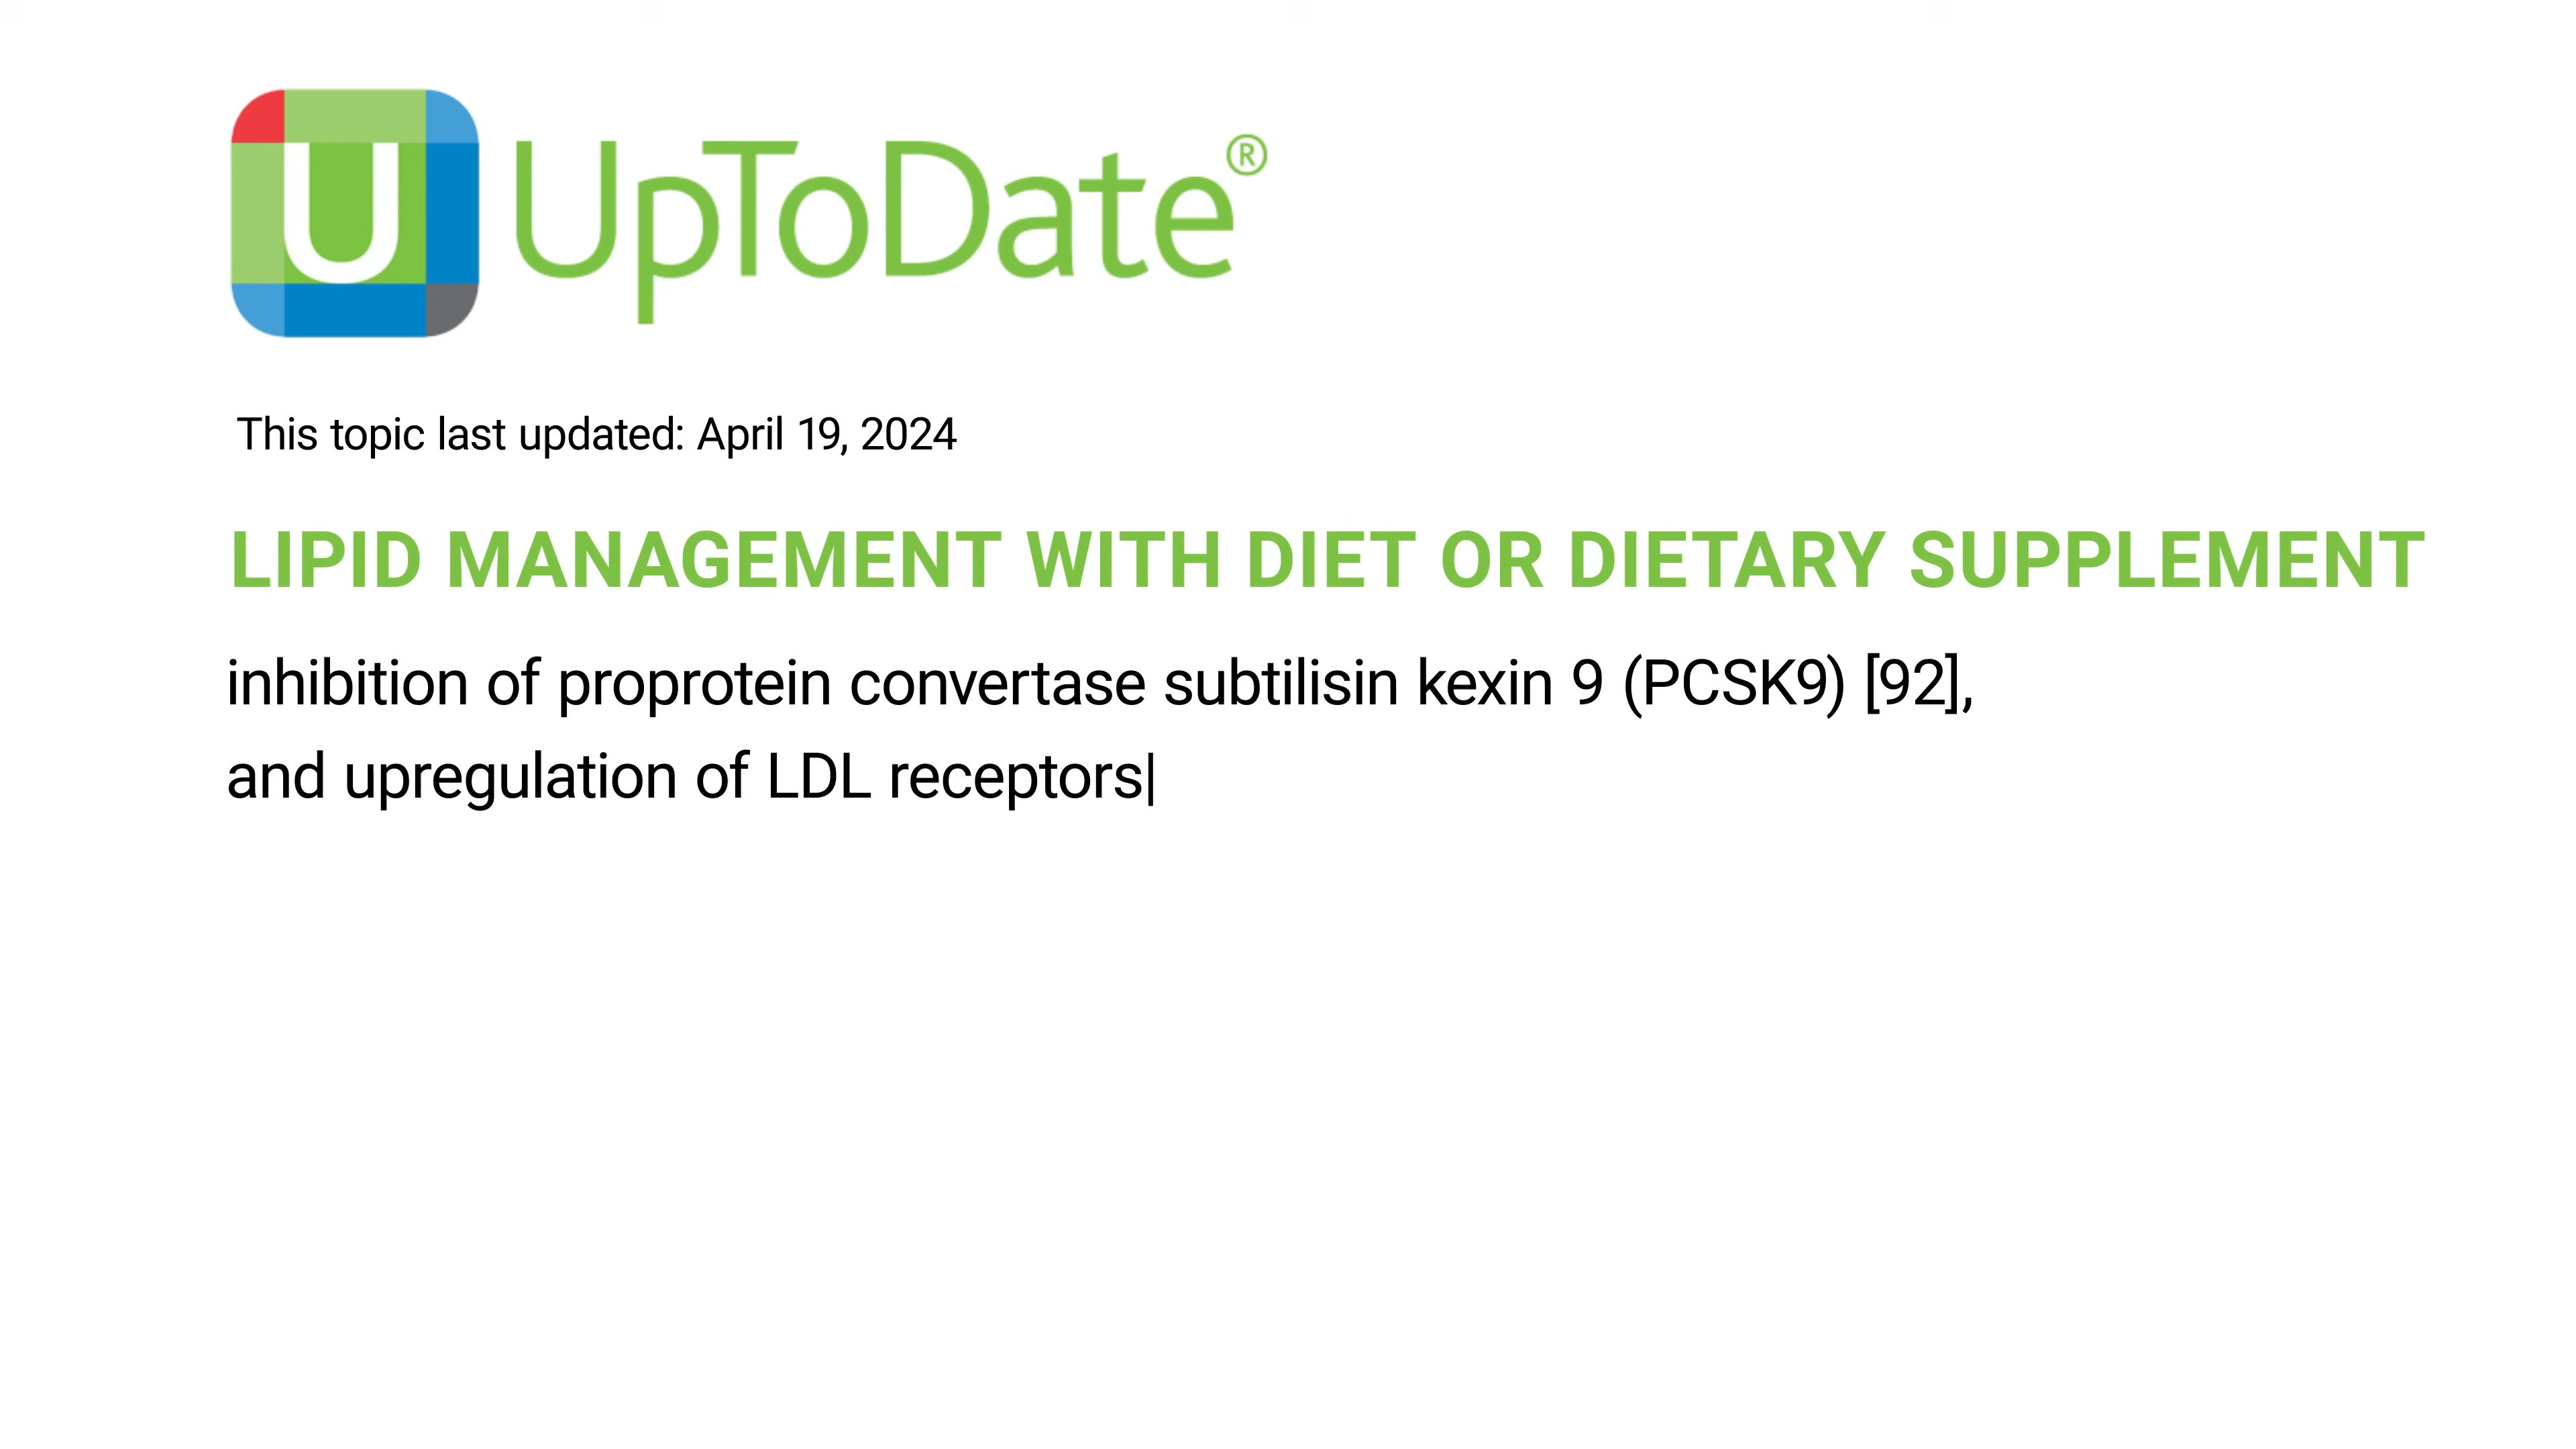 U UpToDate®
This topic last updated: April 19, 2024
LIPID MANAGEMENT WITH DIET OR DIETARY SUPPLEMENT
inhibition of proprotein convertase subtilisin kexin 9 (PCSK9) [92],
and upregulation of LDL receptors|